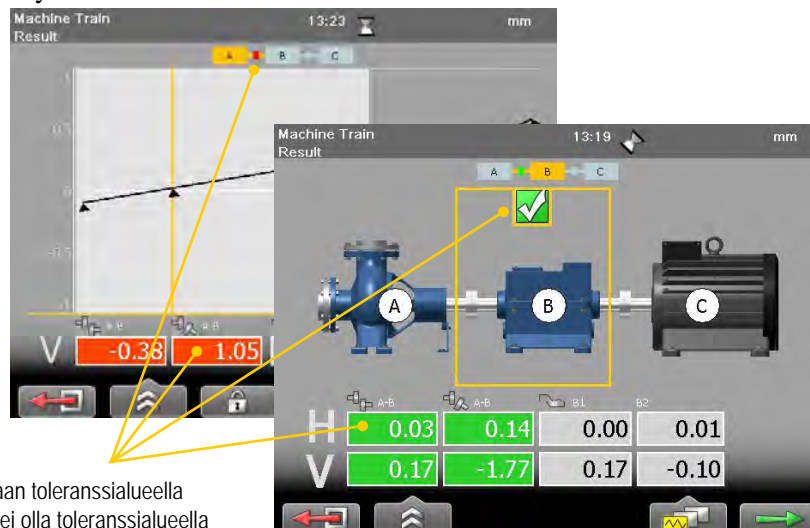 Machine Train 13:23 mm
Result
A B C
1
0.5
0
-0.5
-1
A-B A-B
V -0.38 1.05
Machine Train 13:19 mm
Result
A B C
A B C
A-B A-B B1 B2
H 0.03 0.14 0.00 0.01
V 0.17 -1.77 0.17 -0.10
aan toleranssialueella
ei olla toleranssialueella